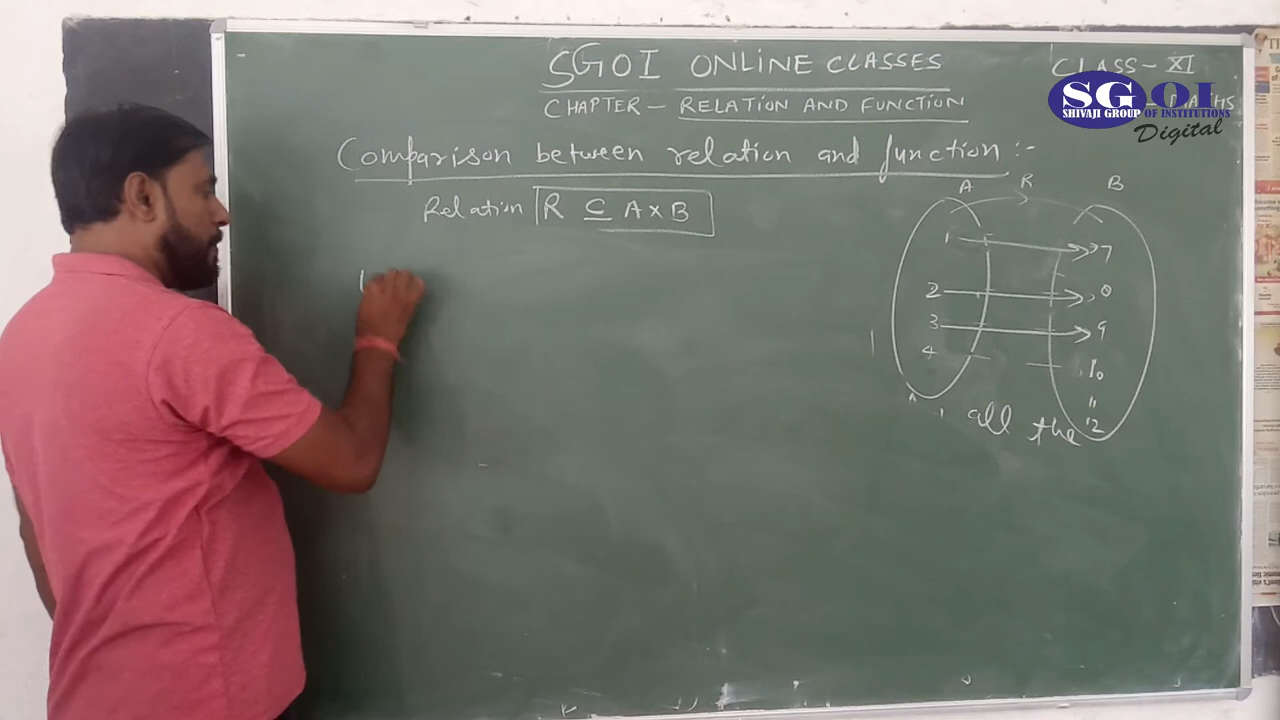 SGOI ONLINE CLASSES
CLASS - XI
CHAPTER - RELATION AND FUNCTION
- MATHS
SGOI
SHIVAJI GROUP OF INSTITUTIONS
Digital
Comparison between relation and function :-
Relation R ⊆ A×B
A R B
1 7
2 8
3 9
4 10
11
12
all the